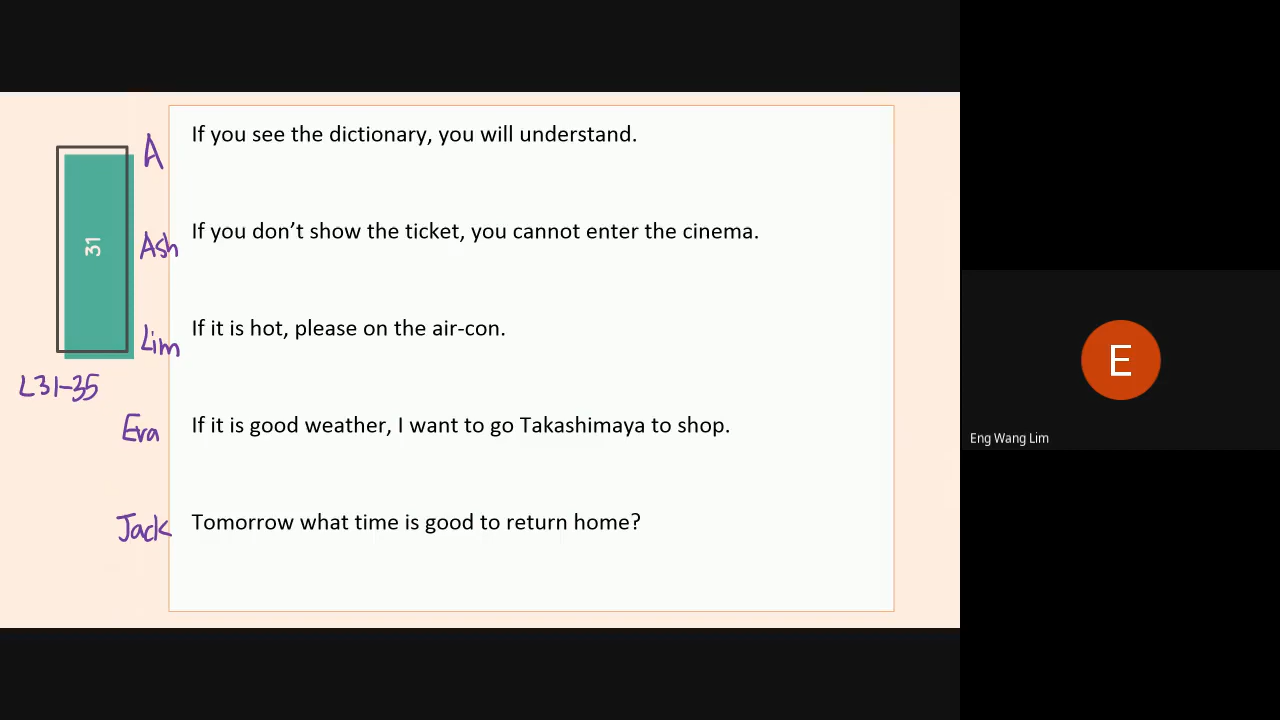 A
If you see the dictionary, you will understand.
31
Ash
If you don’t show the ticket, you cannot enter the cinema.
Lim
If it is hot, please on the air-con.
L31-35
Eva
If it is good weather, I want to go Takashimaya to shop.
Jack
Tomorrow what time is good to return home?
E
Eng Wang Lim